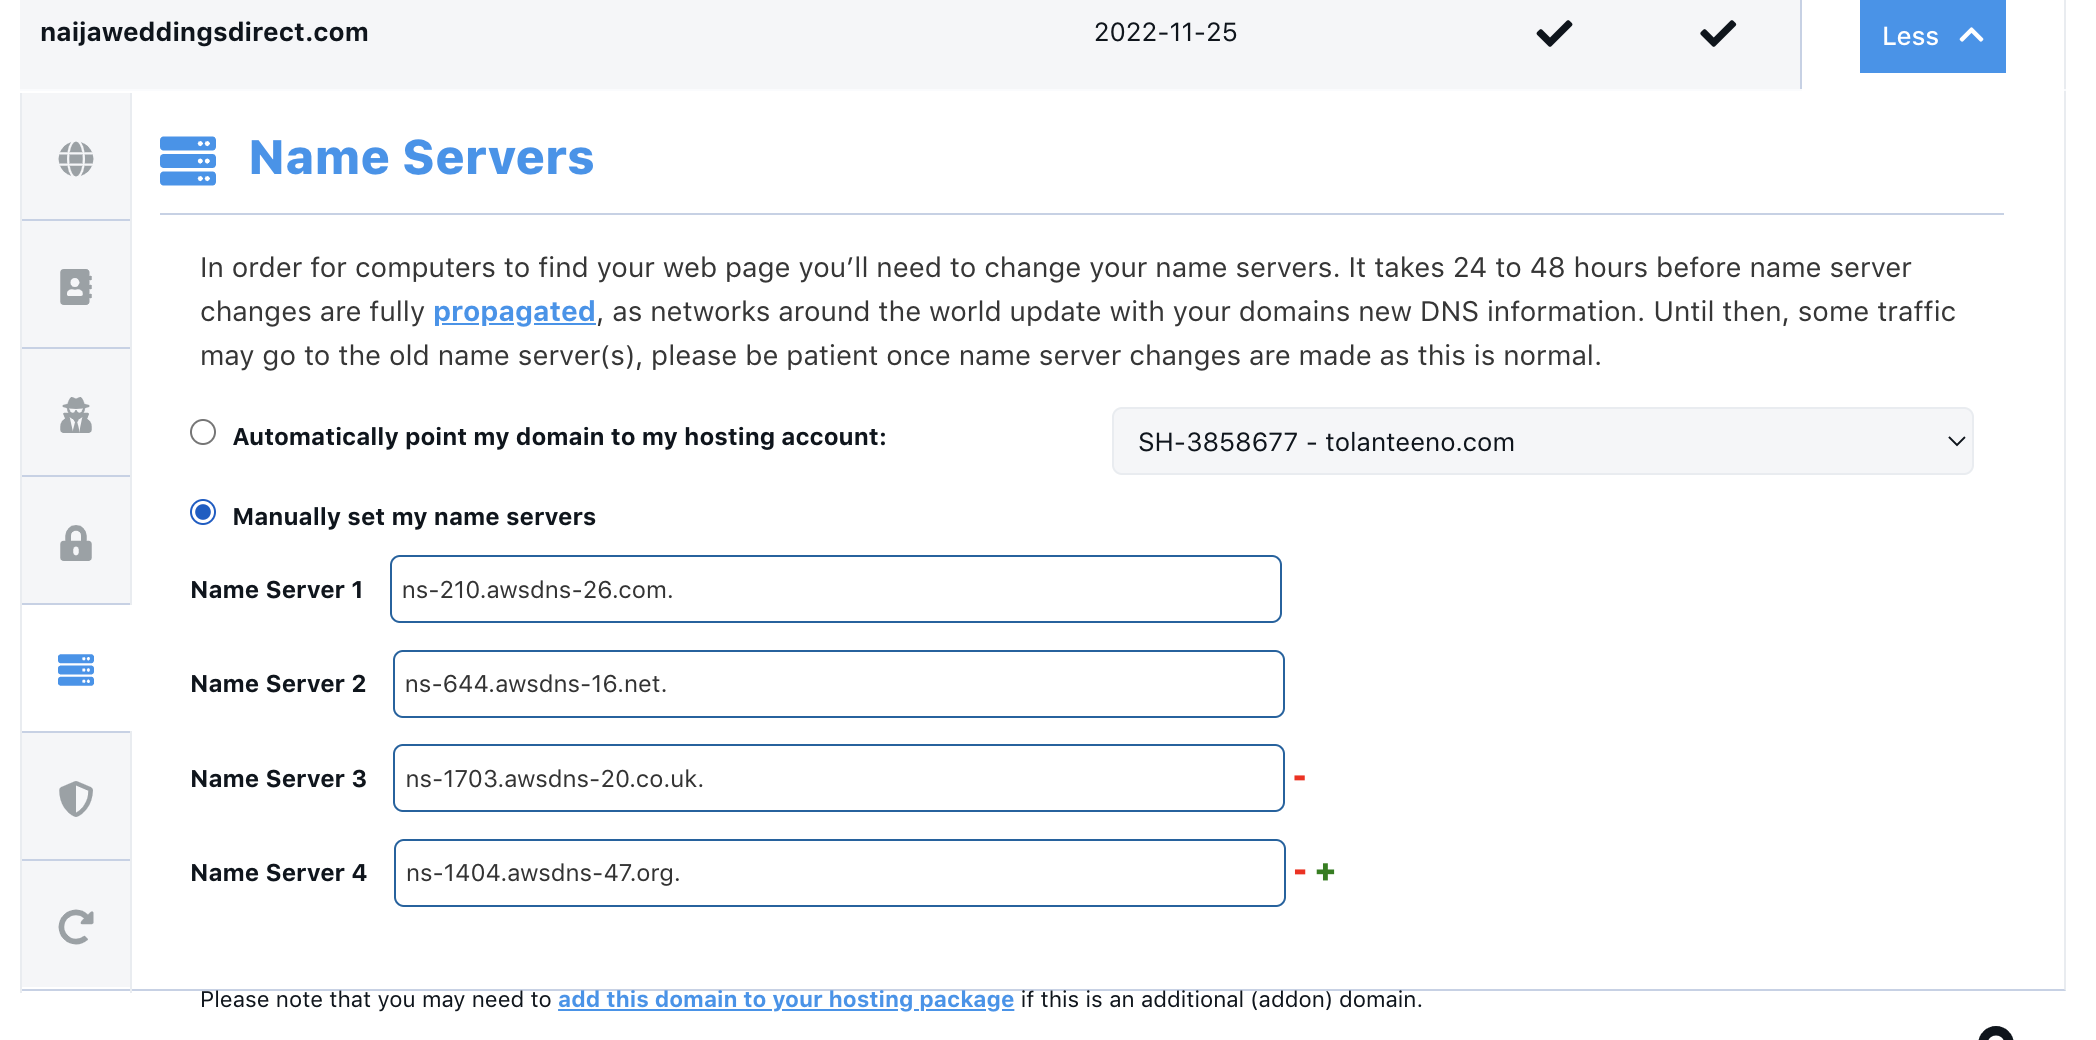 naijaweddingsdirect.com 2022-11-25 Less
Name Servers
In order for computers to find your web page you’ll need to change your name servers. It takes 24 to 48 hours before name server
changes are fully propagated, as networks around the world update with your domains new DNS information. Until then, some traffic
may go to the old name server(s), please be patient once name server changes are made as this is normal.
Automatically point my domain to my hosting account: SH-3858677 - tolanteeno.com
Manually set my name servers
Name Server 1 ns-210.awsdns-26.com.
Name Server 2 ns-644.awsdns-16.net.
Name Server 3 ns-1703.awsdns-20.co.uk. -
Name Server 4 ns-1404.awsdns-47.org. - +
Please note that you may need to add this domain to your hosting package if this is an additional (addon) domain.